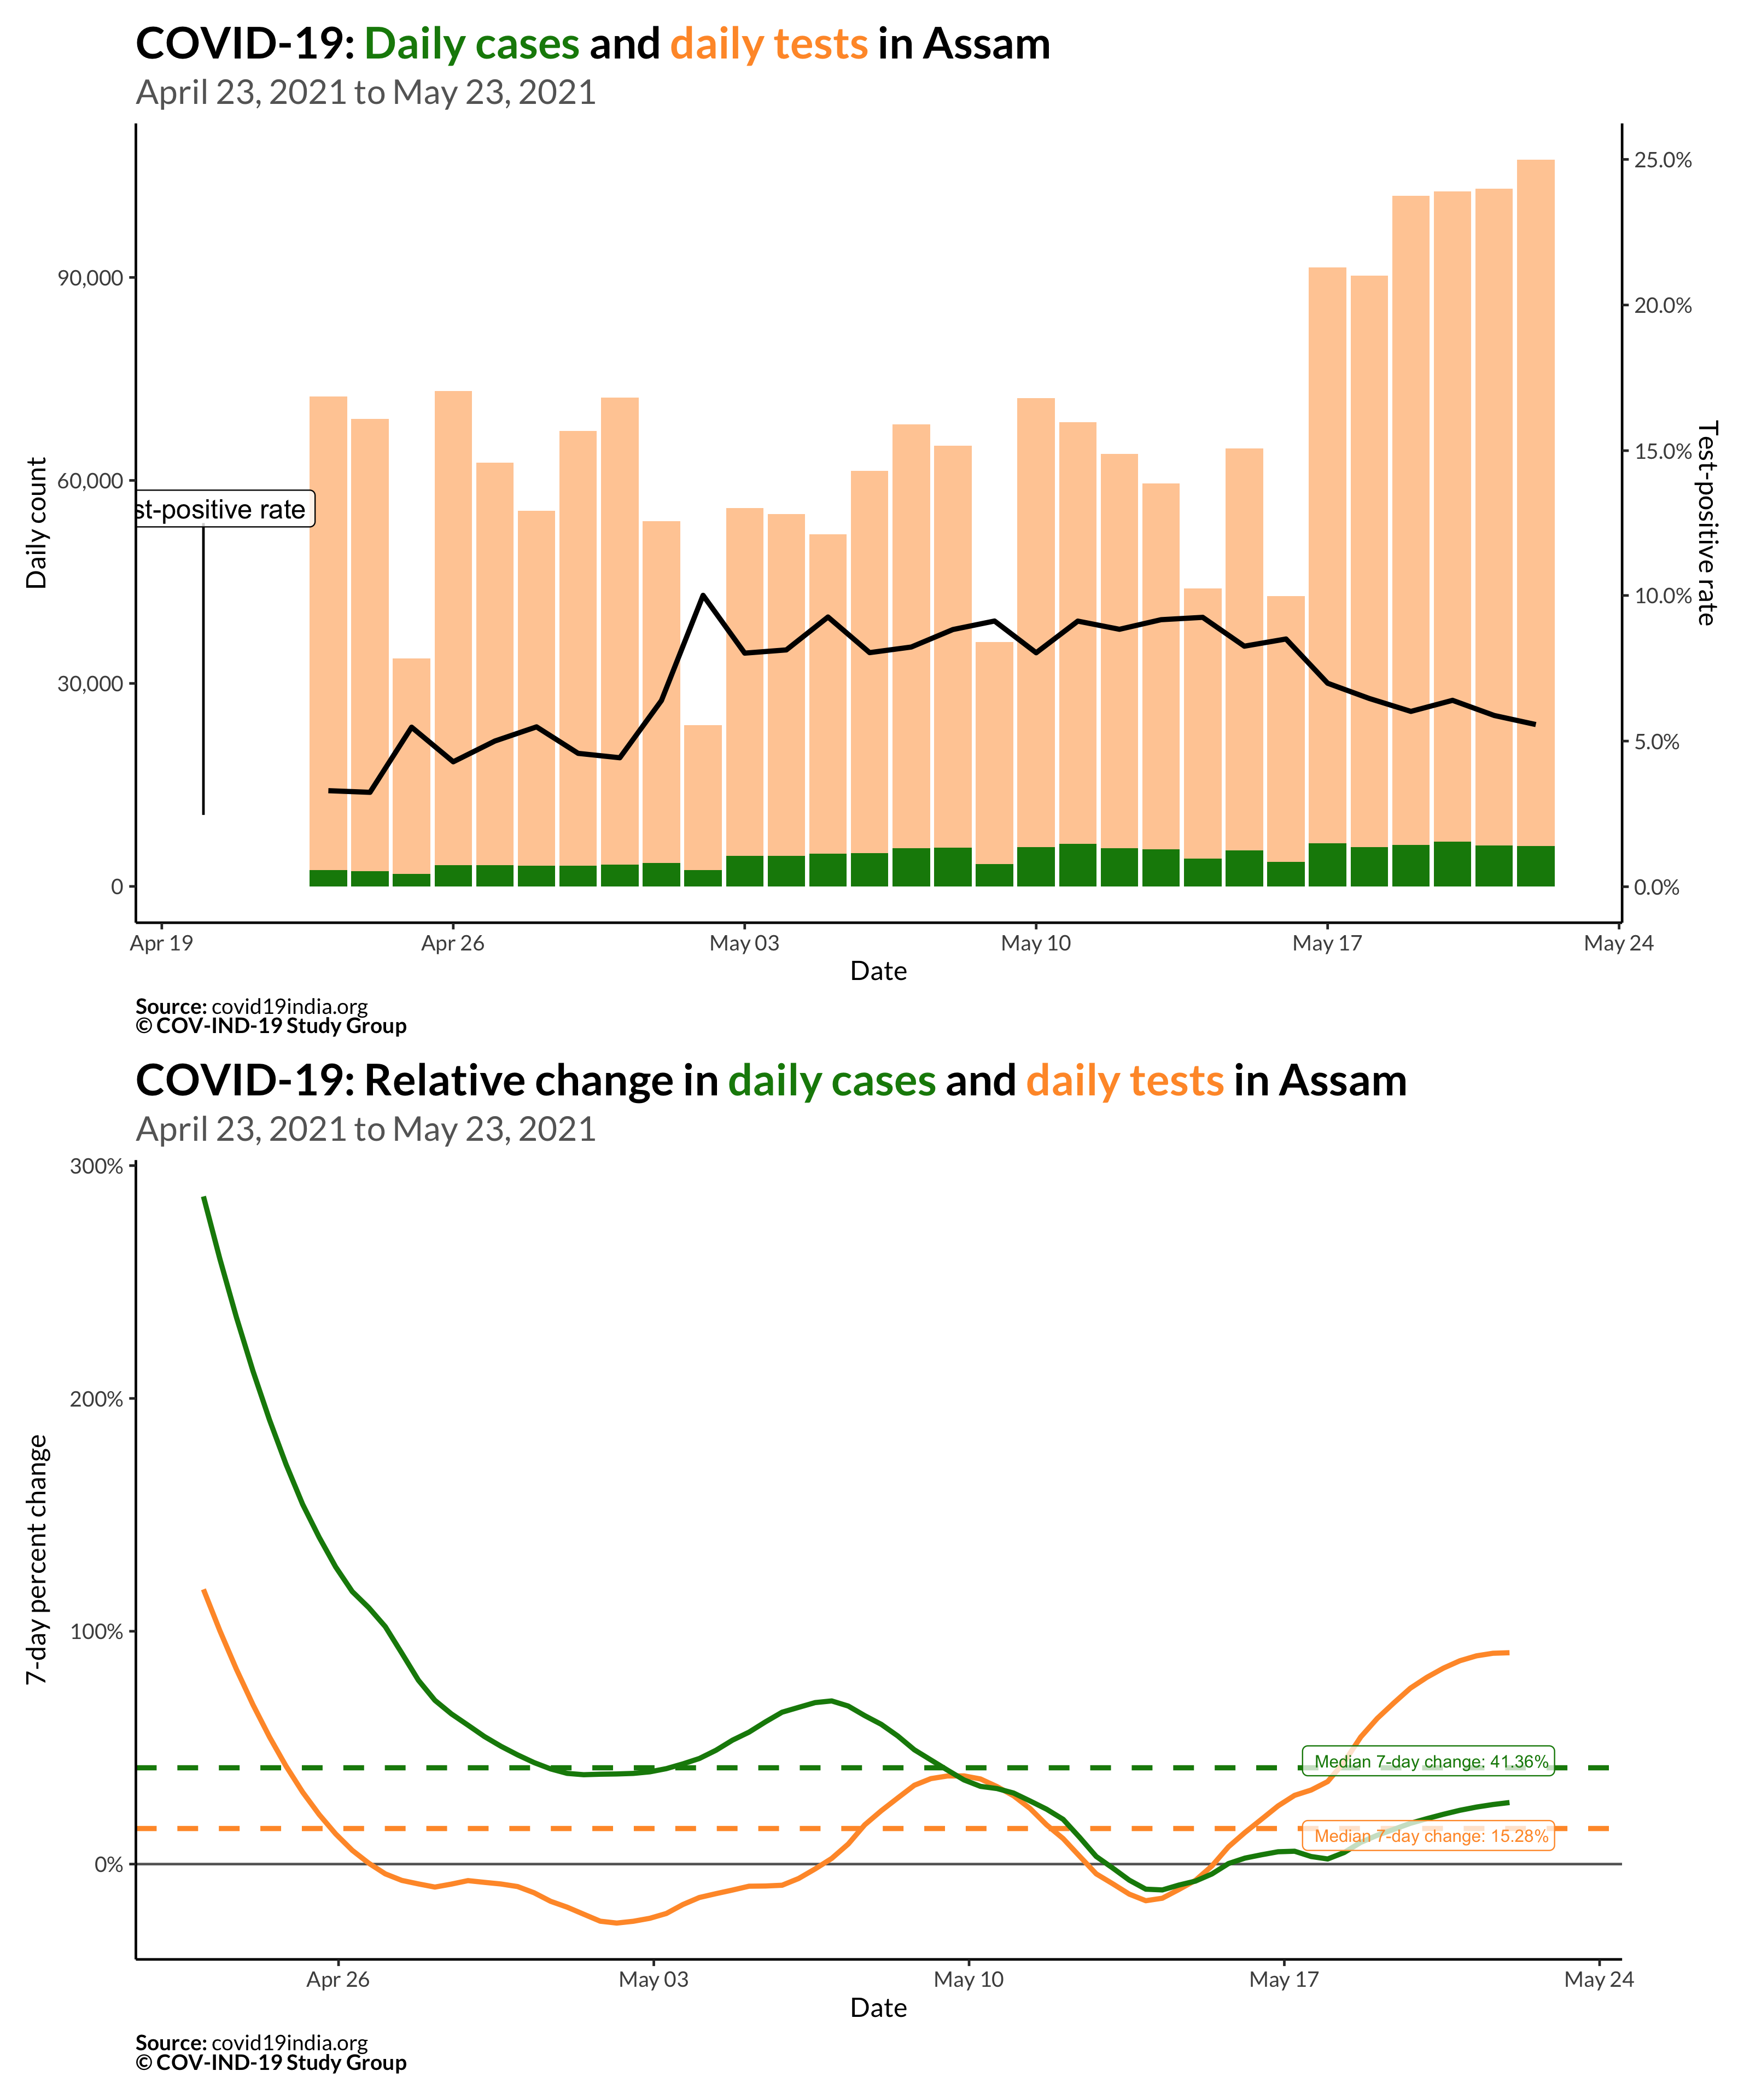 COVID-19: Daily cases and daily tests in Assam
April 23, 2021 to May 23, 2021
25.0%
90,000
20.0%
60,000
15.0%
st-positive rate
Daily count
Test-positive rate
10.0%
30,000
5.0%
0
0.0%
Apr 19
Apr 26
May 03
May 10
May 17
May 24
Date
Source: covid19india.org
© COV-IND-19 Study Group
COVID-19: Relative change in daily cases and daily tests in Assam
April 23, 2021 to May 23, 2021
300%
200%
7-day percent change
100%
Median 7-day change: 41.36%
Median 7-day change: 15.28%
0%
Apr 26
May 03
May 10
May 17
May 24
Date
Source: covid19india.org
© COV-IND-19 Study Group